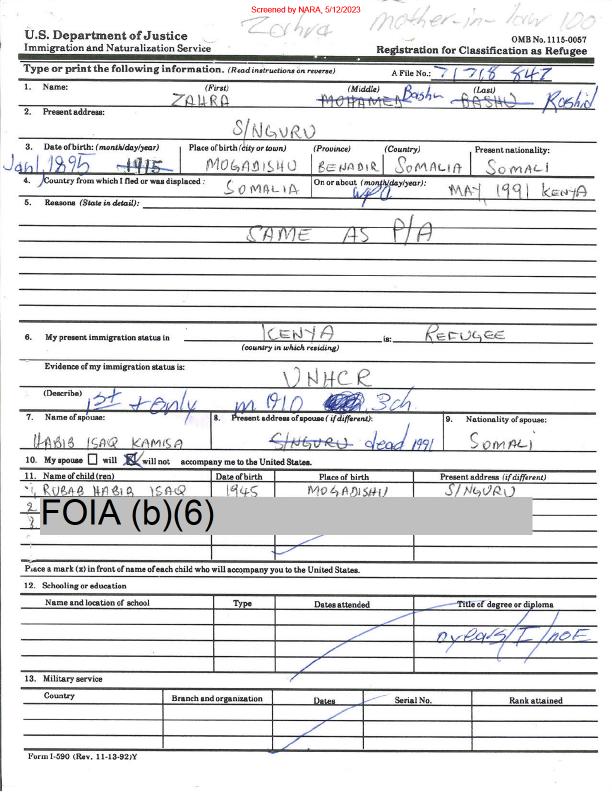 Screened by NARA, 5/12/2023
Zahra mother-in-law 100
U.S. Department of Justice
Immigration and Naturalization Service
OMB No. 1115-0057
Registration for Classification as Refugee
Type or print the following information. (Read instructions on reverse)
A File No.: 71 718 842
1. Name: (First) (Middle) (Last)
ZAHRA MOHAMED Bashu BASHU Rashid
2. Present address:
S/NGURU
3. Date of birth: (month/day/year) Place of birth (city or town) (Province) (Country) Present nationality:
Jan 1, 1895 1915 MOGADISHU BENADIR SOMALIA SOMALI
4. Country from which I fled or was displaced: SOMALIA On or about (month/day/year): MAY, 1991 KENYA
5. Reasons (State in detail):
SAME AS P/A
6. My present immigration status in KENYA is: REFUGEE
(country in which residing)
Evidence of my immigration status is:
UNHCR
(Describe) 1st + only m 1910 3ch
7. Name of spouse: 8. Present address of spouse (if different): 9. Nationality of spouse:
HABIB ISAQ KAMISA S/NGURU dead 1991 SOMALI
10. My spouse will will not accompany me to the United States.
11. Name of child (ren) Date of birth Place of birth Present address (if different)
1, RUBAB HABIB ISAQ 1945 MOGADISHU S/NGURU
2
3
FOIA (b)(6)
Place a mark (x) in front of name of each child who will accompany you to the United States.
12. Schooling or education
Name and location of school Type Dates attended Title of degree or diploma
0 years/I/noE
13. Military service
Country Branch and organization Dates Serial No. Rank attained
Form I-590 (Rev. 11-13-92)Y